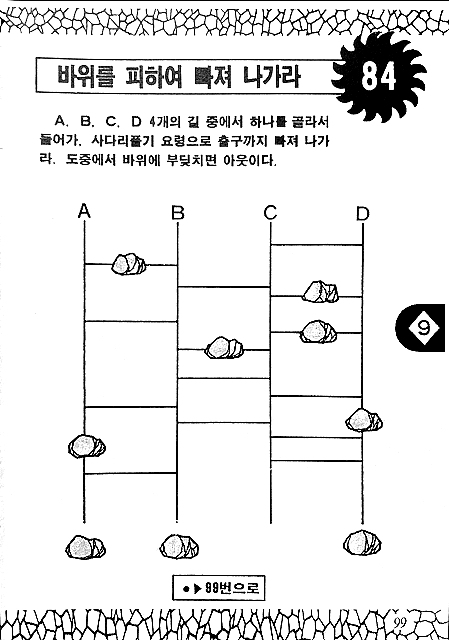 바위를 피하여 빠져 나가라
84
A. B. C. D 4개의 길 중에서 하나를 골라서
들어가. 사다리풀기 요령으로 출구까지 빠져 나가
라. 도중에서 바위에 부딪치면 아웃이다.
A B C D
9
●▶99번으로
99